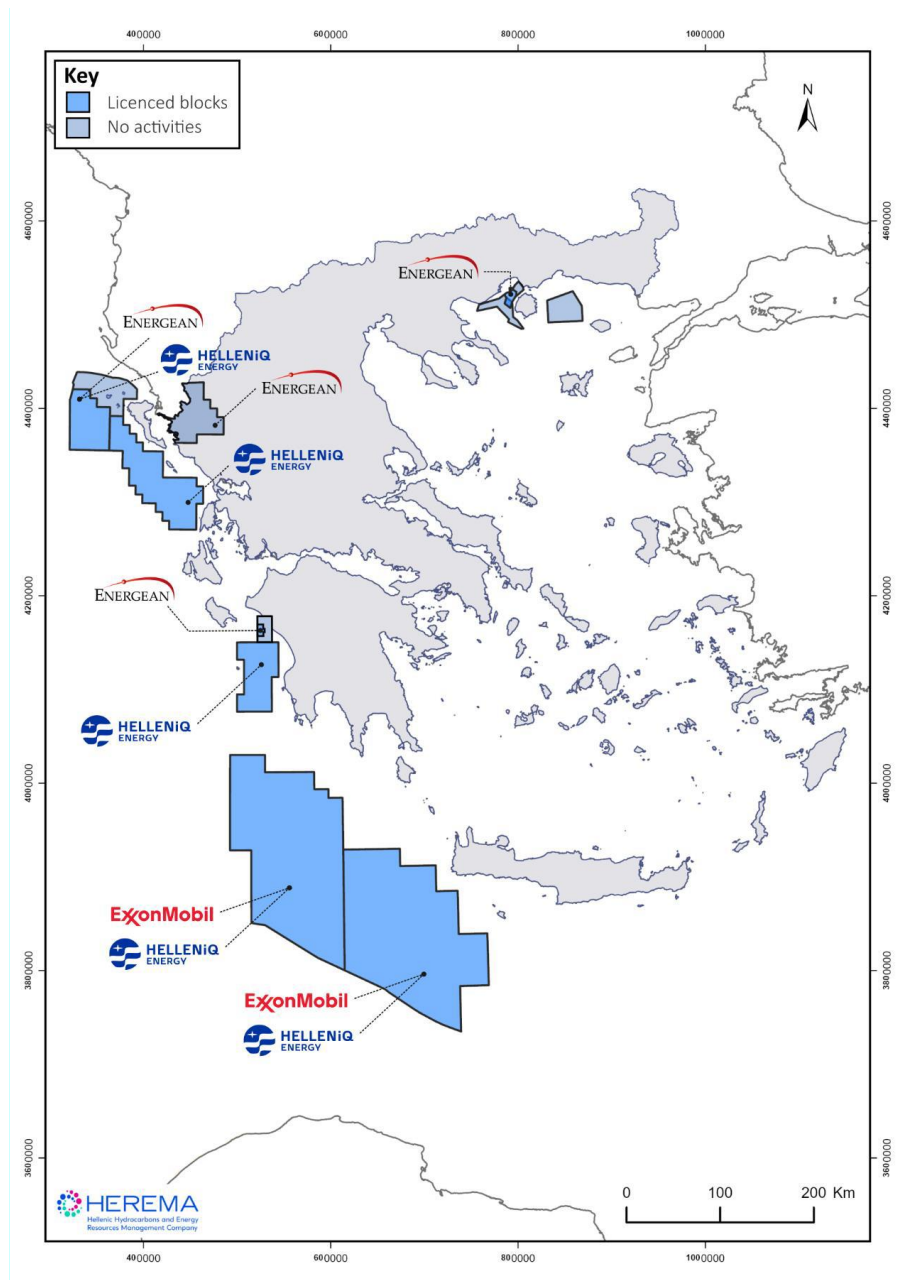 400000
600000
800000
1000000
Key
Licenced blocks
No activities
N
4600000
4600000
ENERGEAN
ENERGEAN
HELLENiQ
ENERGY
ENERGEAN
4400000
4400000
HELLENiQ
ENERGY
4200000
4200000
ENERGEAN
HELLENiQ
ENERGY
4000000
4000000
ExxonMobil
HELLENiQ
ENERGY
3800000
3800000
ExxonMobil
HELLENiQ
ENERGY
3600000
3600000
HEREMA
Hellenic Hydrocarbons and Energy
Resources Management Company
0 100 200 Km
400000
600000
800000
1000000